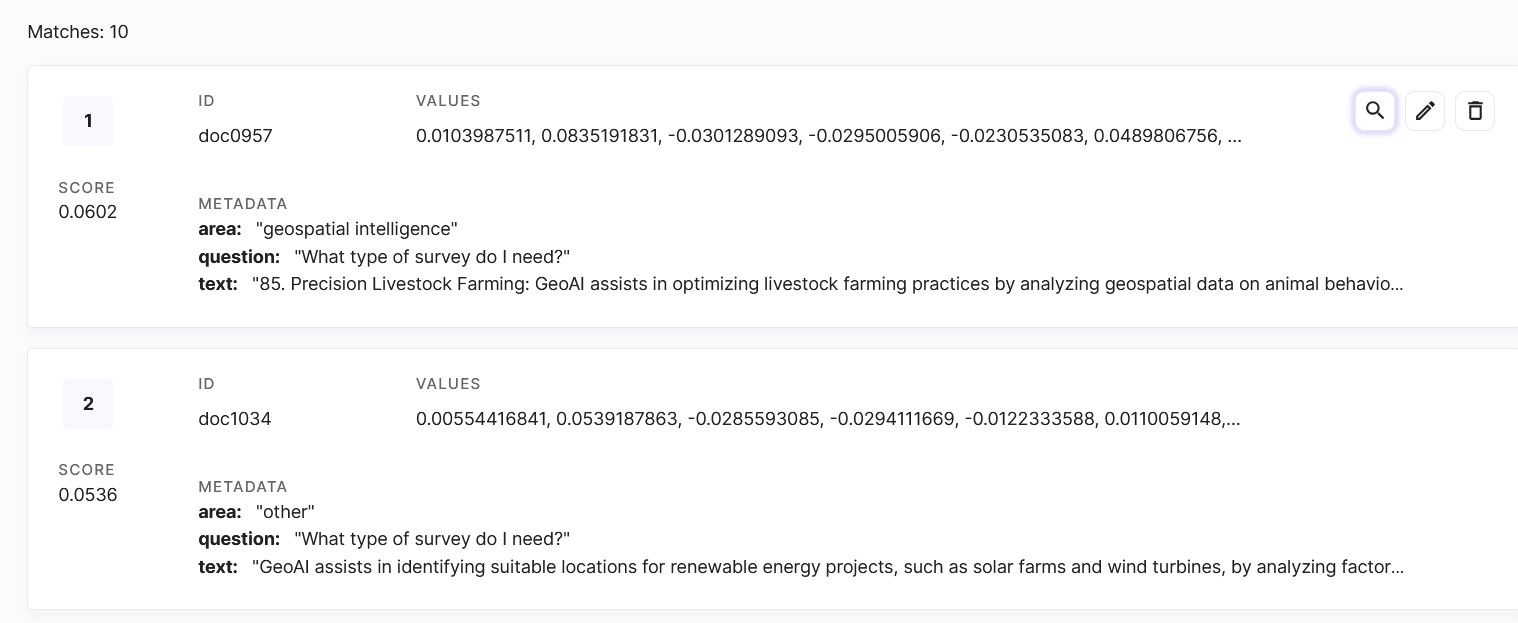 Matches: 10
1
ID
VALUES
doc0957
0.0103987511, 0.0835191831, -0.0301289093, -0.0295005906, -0.0230535083, 0.0489806756, ...
SCORE
0.0602
METADATA
area: "geospatial intelligence"
question: "What type of survey do I need?"
text: "85. Precision Livestock Farming: GeoAI assists in optimizing livestock farming practices by analyzing geospatial data on animal behavio...
2
ID
VALUES
doc1034
0.00554416841, 0.0539187863, -0.0285593085, -0.0294111669, -0.0122333588, 0.0110059148,...
SCORE
0.0536
METADATA
area: "other"
question: "What type of survey do I need?"
text: "GeoAI assists in identifying suitable locations for renewable energy projects, such as solar farms and wind turbines, by analyzing factor...